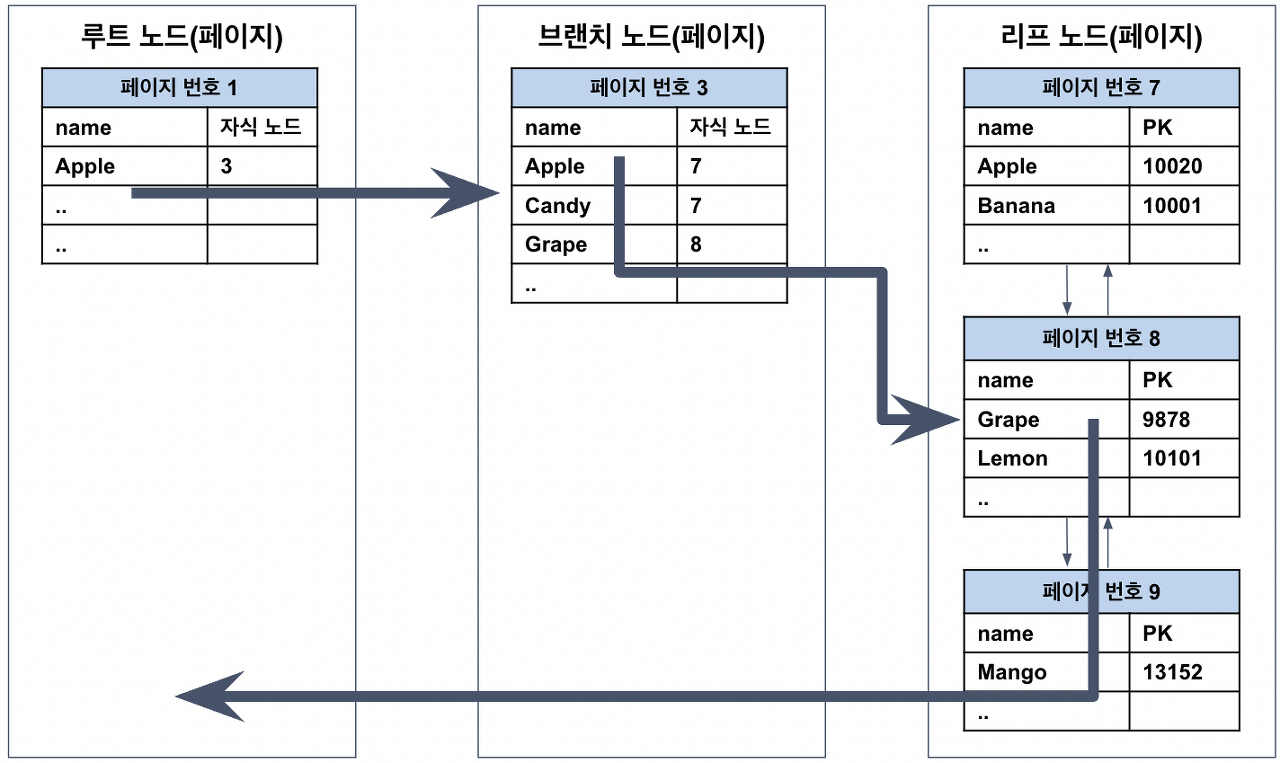 루트 노드(페이지)
페이지 번호 1
name 자식 노드
Apple 3
..
..
브랜치 노드(페이지)
페이지 번호 3
name 자식 노드
Apple 7
Candy 7
Grape 8
..
리프 노드(페이지)
페이지 번호 7
name PK
Apple 10020
Banana 10001
..
페이지 번호 8
name PK
Grape 9878
Lemon 10101
..
페이지 번호 9
name PK
Mango 13152
..